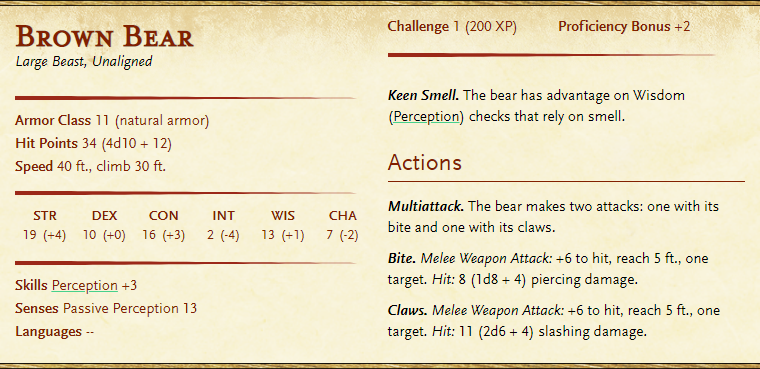 Brown Bear
Large Beast, Unaligned
Armor Class 11 (natural armor)
Hit Points 34 (4d10 + 12)
Speed 40 ft., climb 30 ft.
STR DEX CON INT WIS CHA
19 (+4) 10 (+0) 16 (+3) 2 (-4) 13 (+1) 7 (-2)
Skills Perception +3
Senses Passive Perception 13
Languages --
Challenge 1 (200 XP) Proficiency Bonus +2
Keen Smell. The bear has advantage on Wisdom
(Perception) checks that rely on smell.
Actions
Multiattack. The bear makes two attacks: one with its
bite and one with its claws.
Bite. Melee Weapon Attack: +6 to hit, reach 5 ft., one
target. Hit: 8 (1d8 + 4) piercing damage.
Claws. Melee Weapon Attack: +6 to hit, reach 5 ft., one
target. Hit: 11 (2d6 + 4) slashing damage.